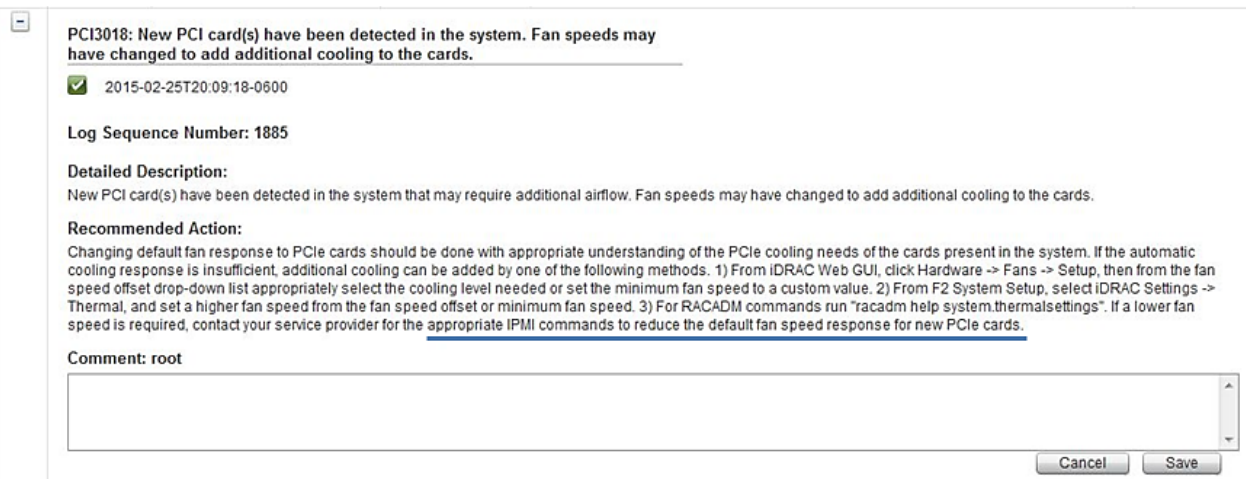 PCI3018: New PCI card(s) have been detected in the system. Fan speeds may
have changed to add additional cooling to the cards.
2015-02-25T20:09:18-0600
Log Sequence Number: 1885
Detailed Description:
New PCI card(s) have been detected in the system that may require additional airflow. Fan speeds may have changed to add additional cooling to the cards.
Recommended Action:
Changing default fan response to PCIe cards should be done with appropriate understanding of the PCIe cooling needs of the cards present in the system. If the automatic
cooling response is insufficient, additional cooling can be added by one of the following methods. 1) From iDRAC Web GUI, click Hardware -> Fans -> Setup, then from the fan
speed offset drop-down list appropriately select the cooling level needed or set the minimum fan speed to a custom value. 2) From F2 System Setup, select iDRAC Settings ->
Thermal, and set a higher fan speed from the fan speed offset or minimum fan speed. 3) For RACADM commands run "racadm help system.thermalsettings". If a lower fan
speed is required, contact your service provider for the appropriate IPMI commands to reduce the default fan speed response for new PCIe cards.
Comment: root
Cancel Save